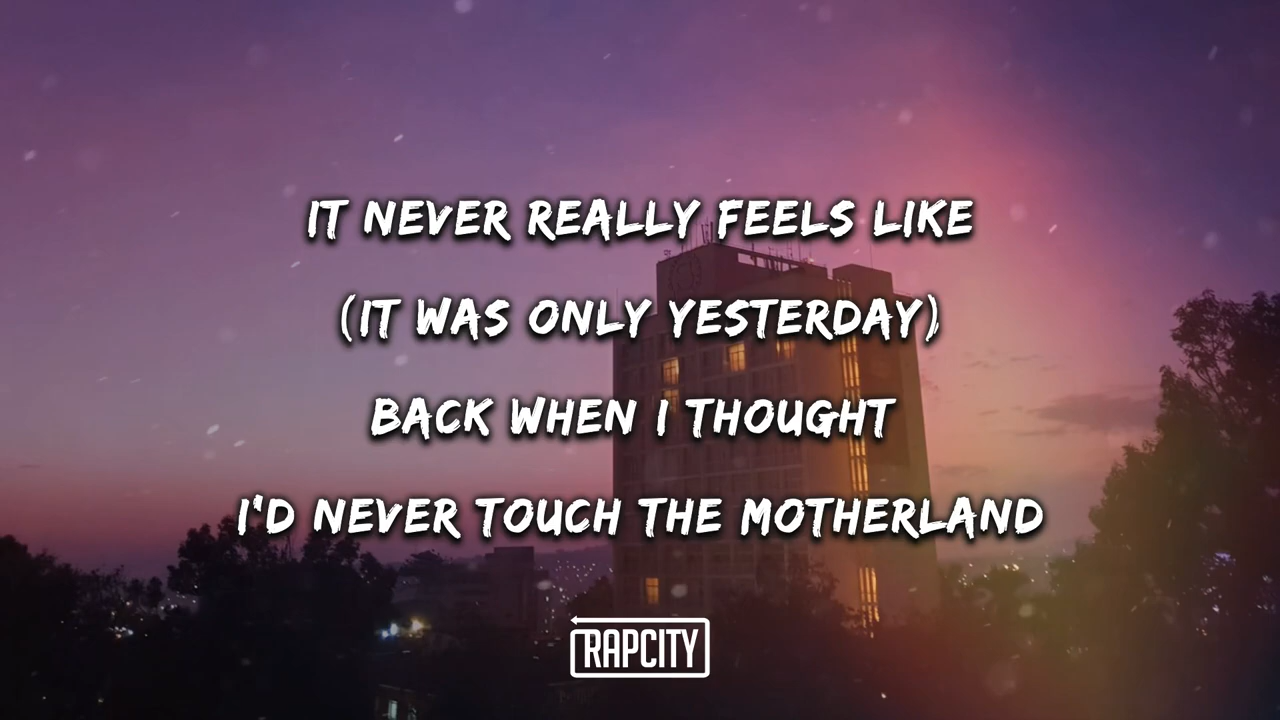 IT NEVER REALLY FEELS LIKE
(IT WAS ONLY YESTERDAY)
BACK WHEN I THOUGHT
I'D NEVER TOUCH THE MOTHERLAND
RAPCITY